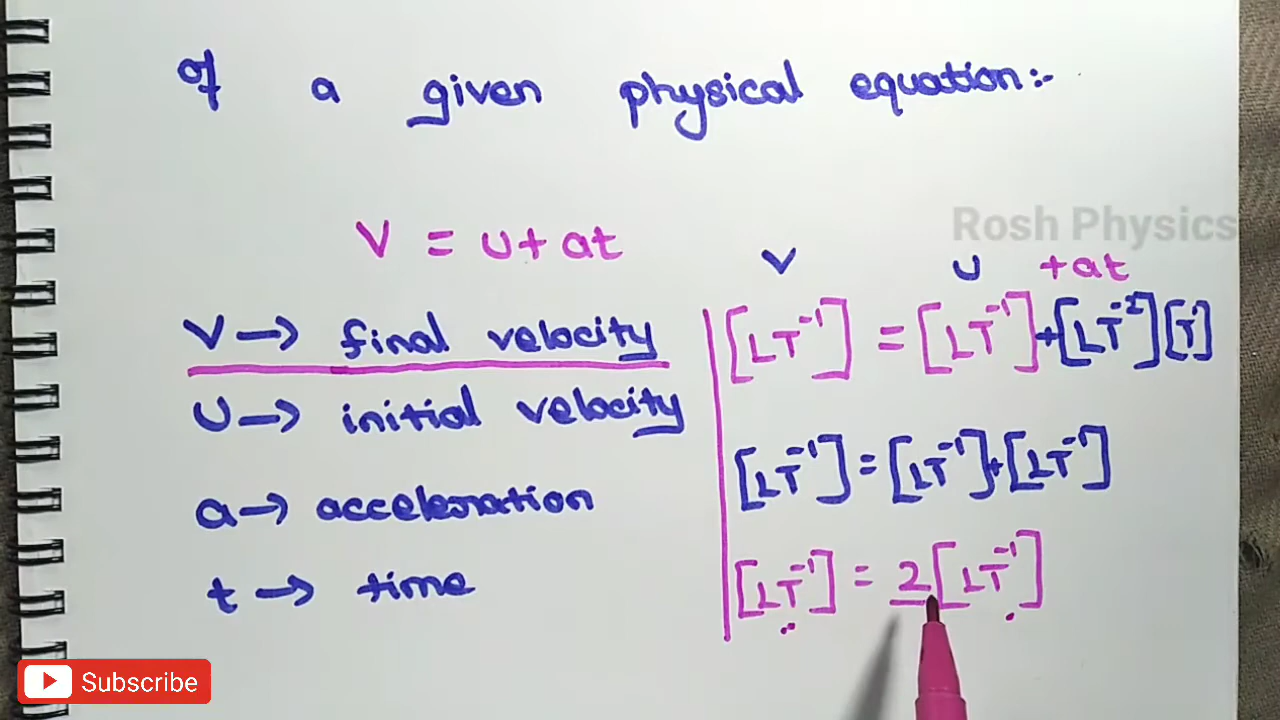 of a given physical equation:-
V = u + at
Rosh Physics
V u + at
V → final velocity
[LT⁻¹] = [LT⁻¹] + [LT⁻²][T]
u → initial velocity
[LT⁻¹] = [LT⁻¹] + [LT⁻¹]
a → acceleration
t → time
[LT⁻¹] = 2[LT⁻¹]
Subscribe